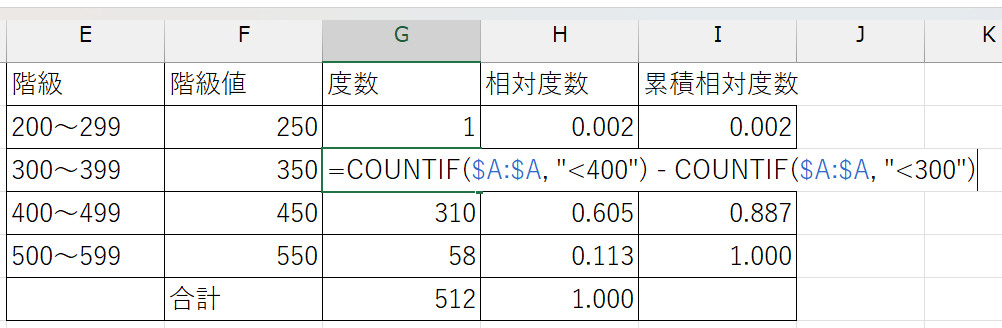 E F G H I J K
階級 階級値 度数 相対度数 累積相対度数
200～299 250 1 0.002 0.002
300～399 350 =COUNTIF($A:$A, "<400") - COUNTIF($A:$A, "<300")
400～499 450 310 0.605 0.887
500～599 550 58 0.113 1.000
合計 512 1.000